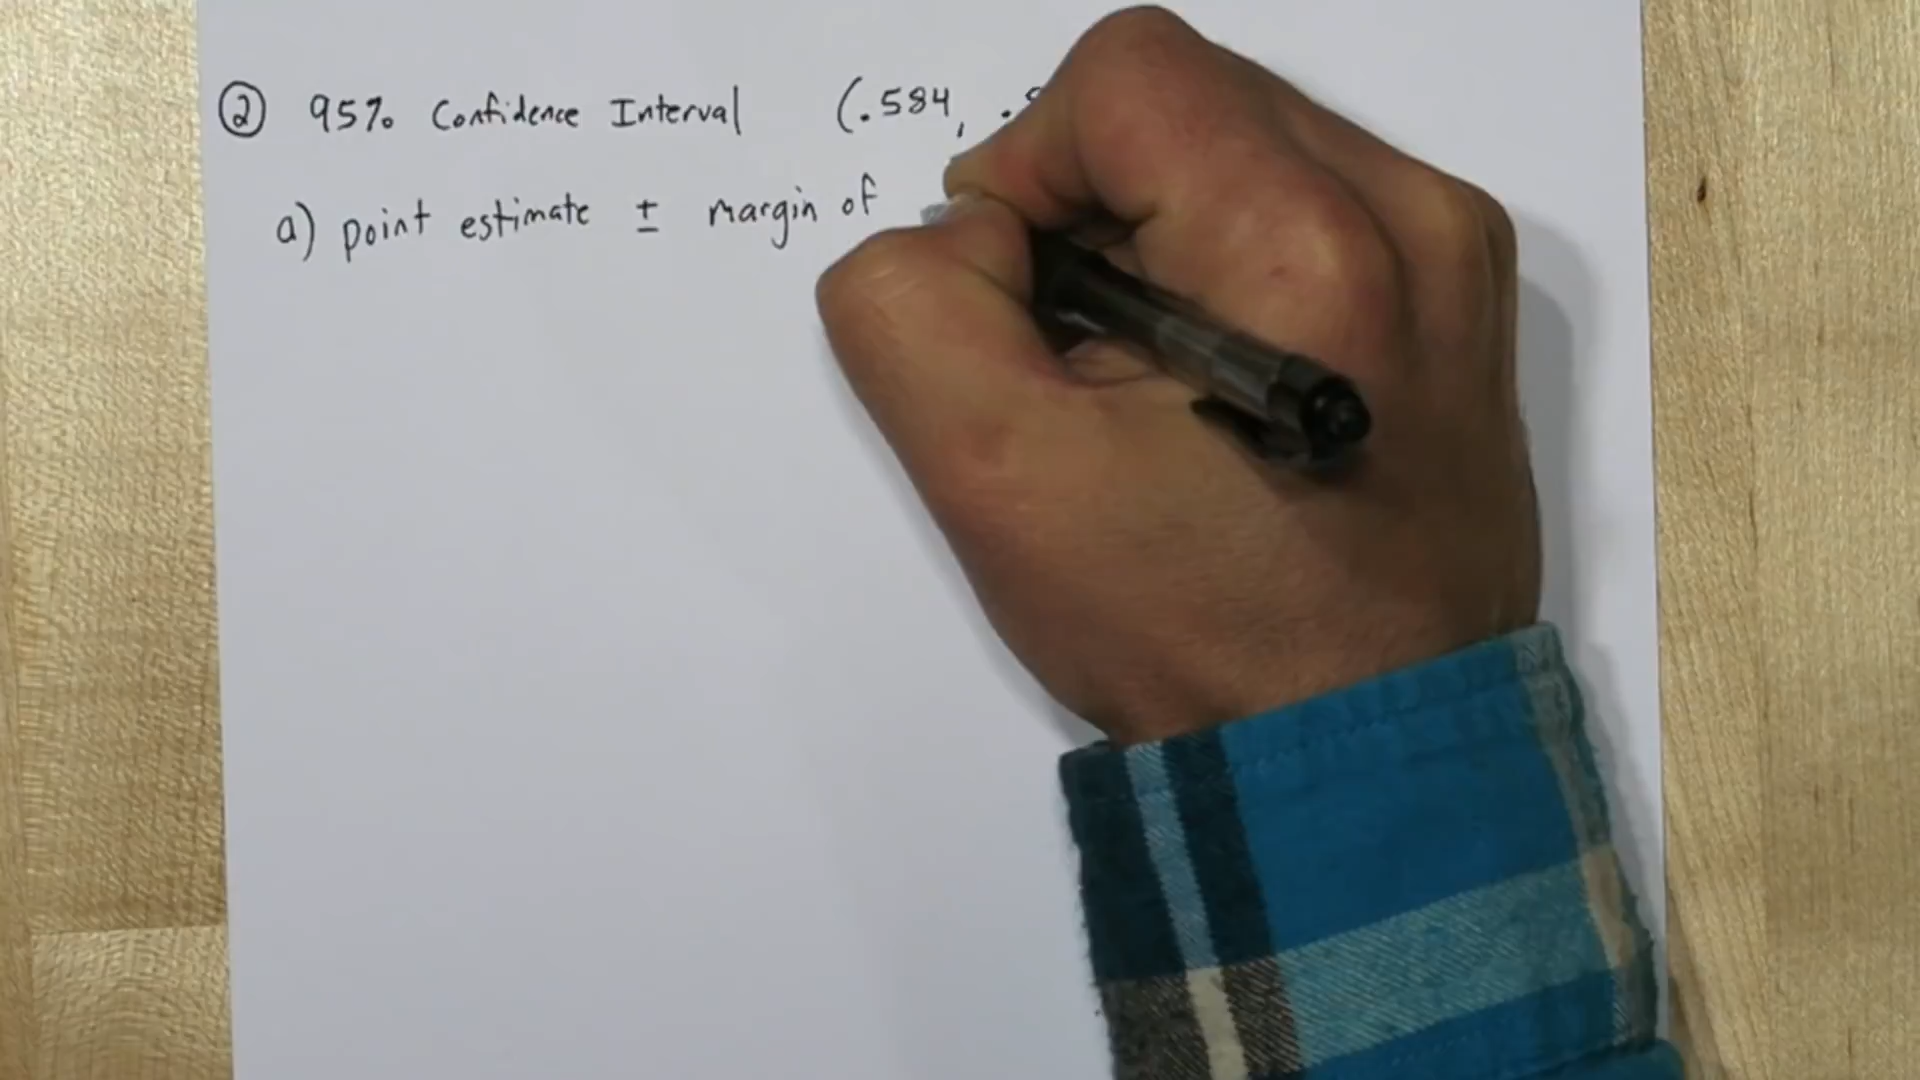 ② 95% Confidence Interval (.584, .
a) point estimate ± margin of